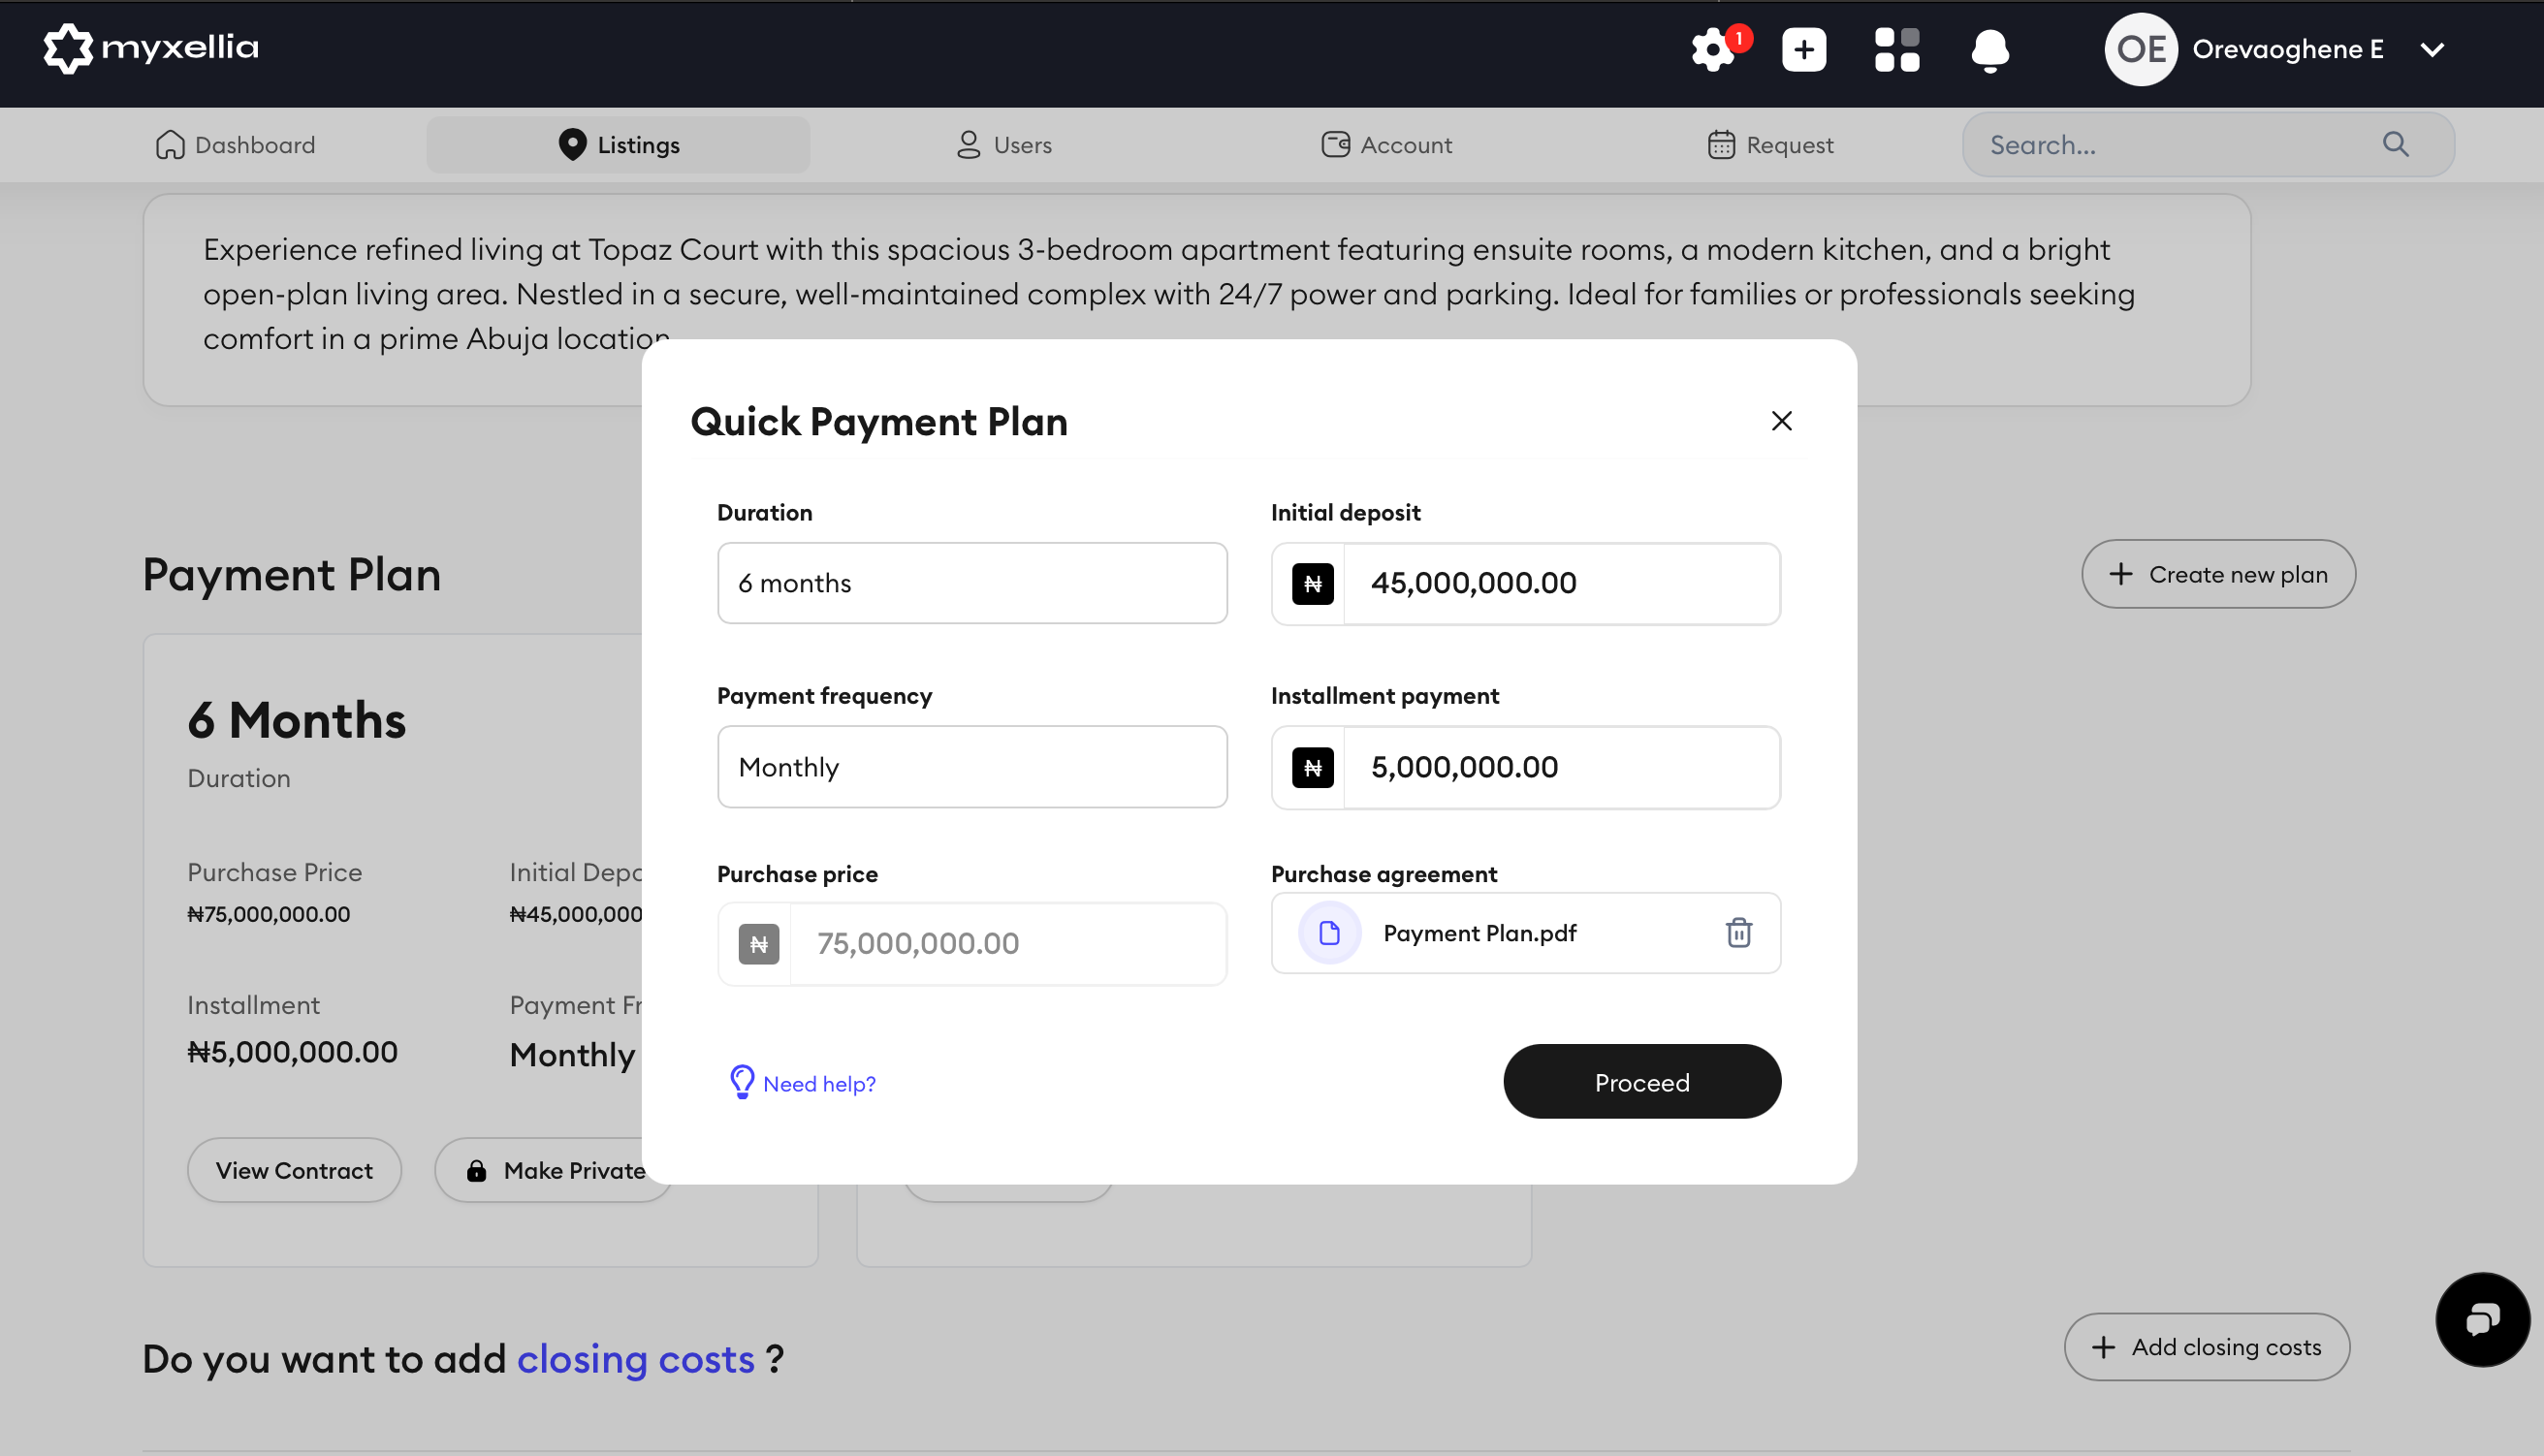 myxellia
1
OE
Orevaoghene E
Dashboard
Listings
Users
Account
Request
Search...
Experience refined living at Topaz Court with this spacious 3-bedroom apartment featuring ensuite rooms, a modern kitchen, and a bright
open-plan living area. Nestled in a secure, well-maintained complex with 24/7 power and parking. Ideal for families or professionals seeking
comfort in a prime Abuja location
Quick Payment Plan
Duration
6 months
Initial deposit
₦ 45,000,000.00
Payment frequency
Monthly
Installment payment
₦ 5,000,000.00
Purchase price
₦ 75,000,000.00
Purchase agreement
Payment Plan.pdf
Need help?
Proceed
Payment Plan
Create new plan
6 Months
Duration
Purchase Price
₦75,000,000.00
Initial Depo
₦45,000,000
Installment
₦5,000,000.00
Payment Fr
Monthly
View Contract
Make Private
Do you want to add closing costs ?
Add closing costs